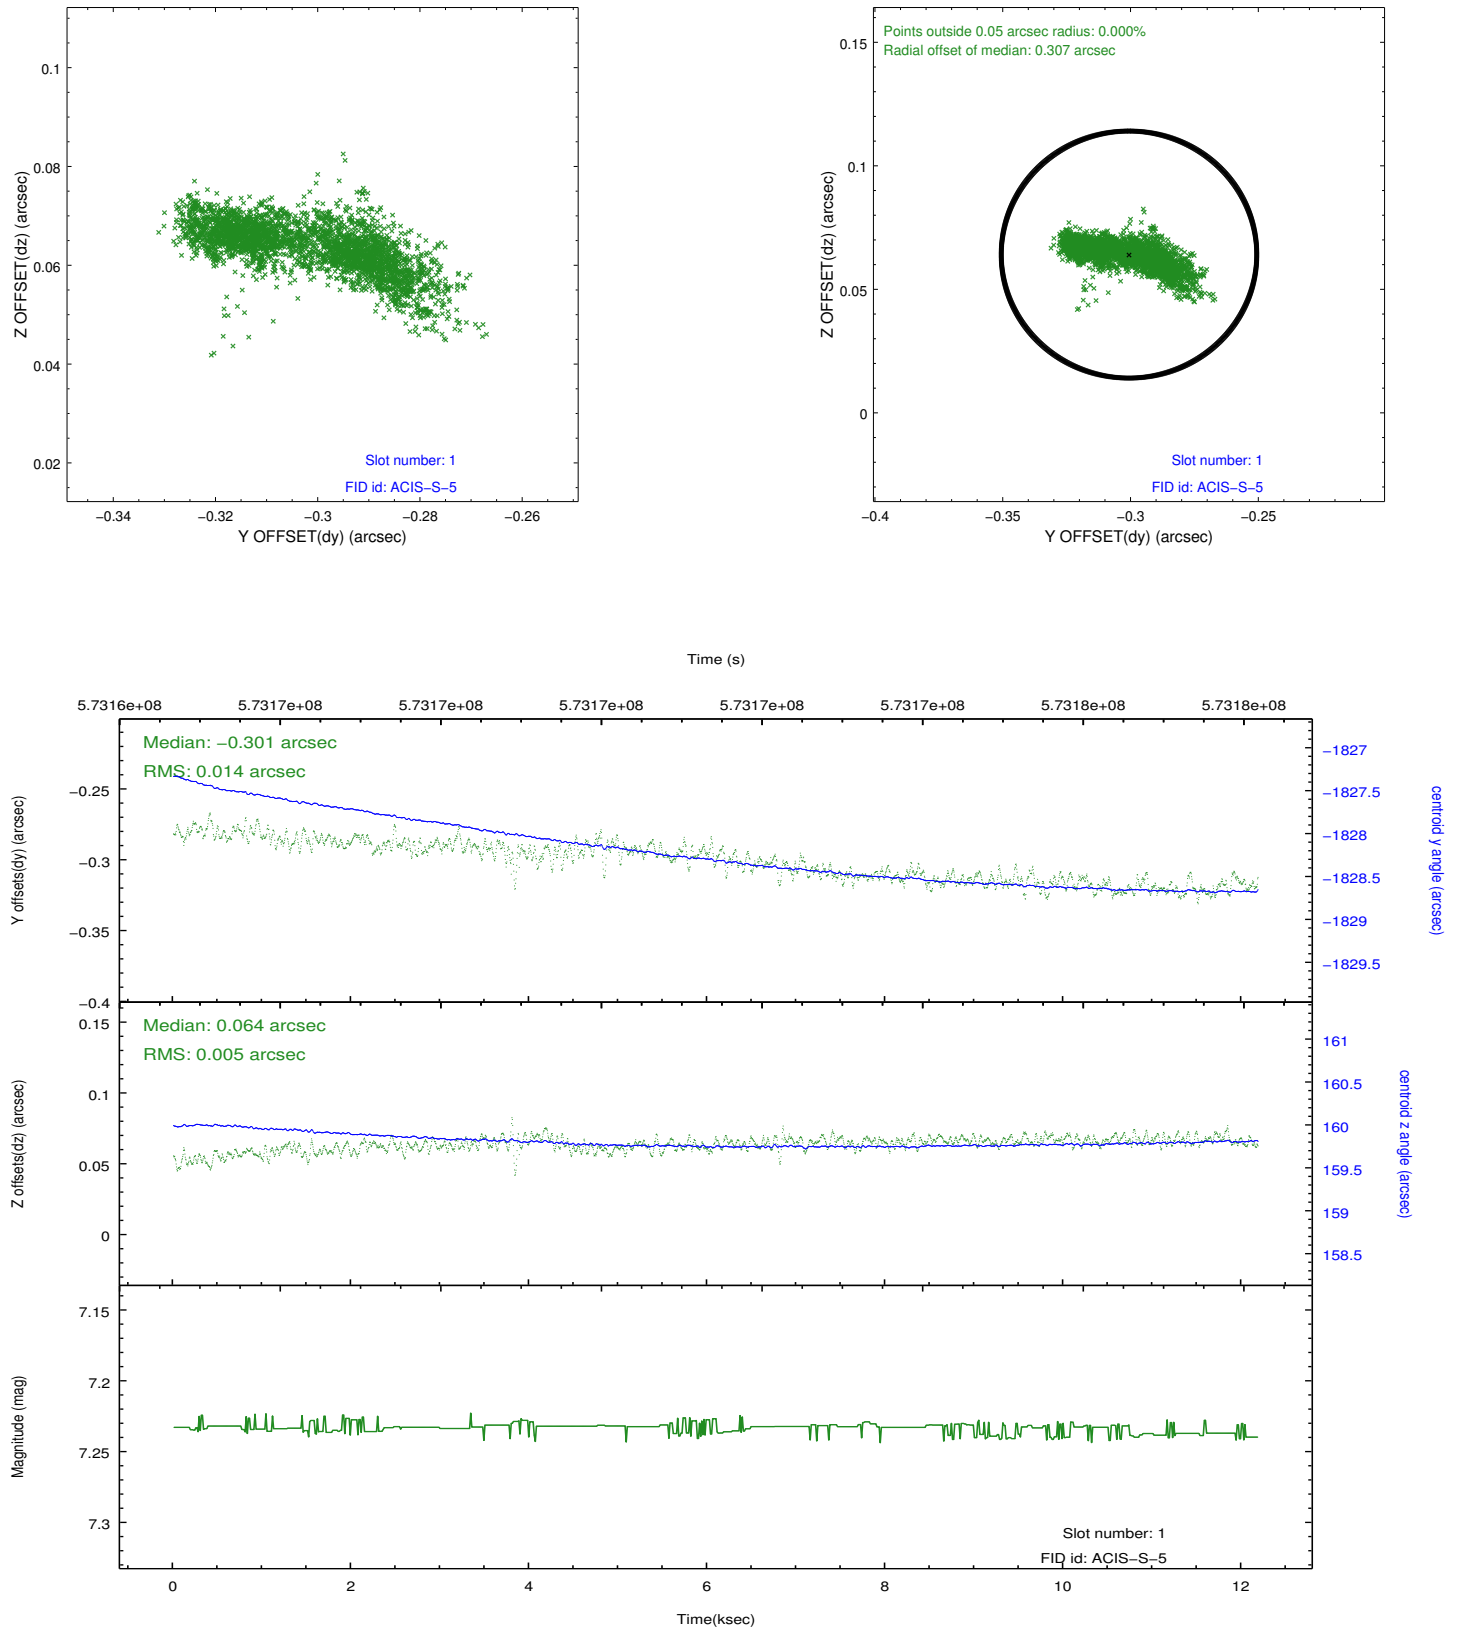 0.1
0.08
0.06
0.04
0.02
Z OFFSET(dz) (arcsec)
Slot number: 1
FID id: ACIS−S−5
−0.34 −0.32 −0.3 −0.28 −0.26
Y OFFSET(dy) (arcsec)
Points outside 0.05 arcsec radius: 0.000%
Radial offset of median: 0.307 arcsec
0.15
0.1
0.05
0
Z OFFSET(dz) (arcsec)
Slot number: 1
FID id: ACIS−S−5
−0.4 −0.35 −0.3 −0.25
Y OFFSET(dy) (arcsec)
Time (s)
5.7316e+08 5.7317e+08 5.7317e+08 5.7317e+08 5.7317e+08 5.7317e+08 5.7318e+08 5.7318e+08
Median: −0.301 arcsec
RMS: 0.014 arcsec
−0.25
−0.3
−0.35
−0.4
Y offsets(dy) (arcsec)
−1827
−1827.5
−1828
−1828.5
−1829
−1829.5
centroid y angle (arcsec)
Median: 0.064 arcsec
RMS: 0.005 arcsec
0.15
0.1
0.05
0
Z offsets(dz) (arcsec)
161
160.5
160
159.5
159
158.5
centroid z angle (arcsec)
7.15
7.2
7.25
7.3
Magnitude (mag)
Slot number: 1
FID id: ACIS−S−5
0 2 4 6 8 10 12
Time(ksec)